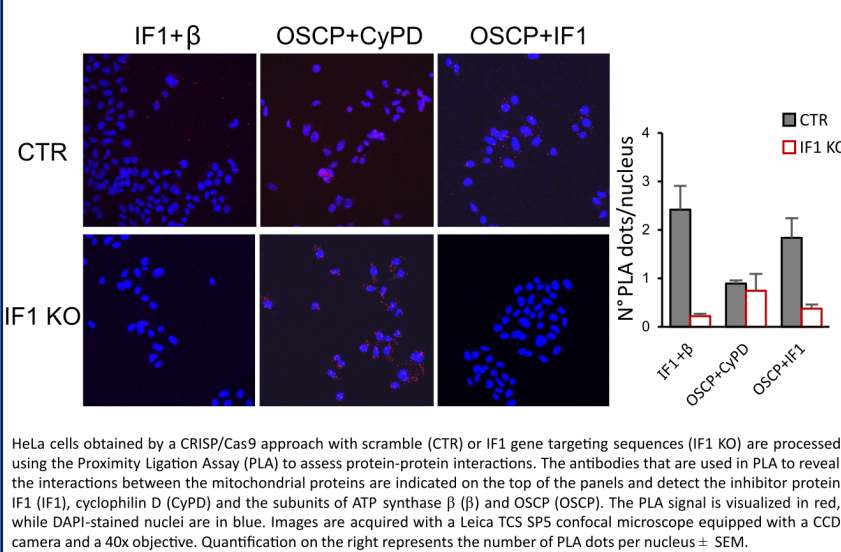 IF1+β OSCP+CyPD OSCP+IF1
CTR
IF1 KO
CTR
IF1 KO
N°PLA dots/nucleus
4
3
2
1
0
IF1+β
OSCP+CyPD
OSCP+IF1
HeLa cells obtained by a CRISP/Cas9 approach with scramble (CTR) or IF1 gene targeting sequences (IF1 KO) are processed
using the Proximity Ligation Assay (PLA) to assess protein-protein interactions. The antibodies that are used in PLA to reveal
the interactions between the mitochondrial proteins are indicated on the top of the panels and detect the inhibitor protein
IF1 (IF1), cyclophilin D (CyPD) and the subunits of ATP synthase β (β) and OSCP (OSCP). The PLA signal is visualized in red,
while DAPI-stained nuclei are in blue. Images are acquired with a Leica TCS SP5 confocal microscope equipped with a CCD
camera and a 40x objective. Quantification on the right represents the number of PLA dots per nucleus ± SEM.